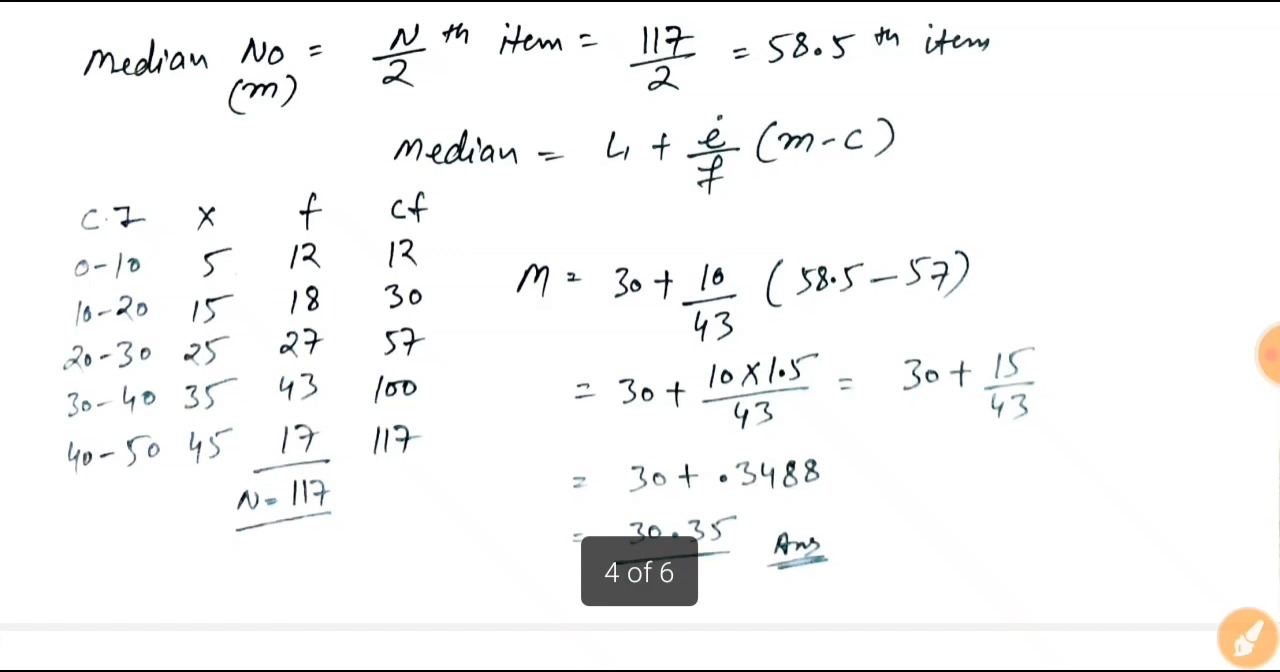 Median No = N/2 th item = 117/2 = 58.5 th item
(m)
Median = L1 + i/f (m-c)
C.I x f cf
0-10 5 12 12
10-20 15 18 30
20-30 25 27 57
30-40 35 43 100
40-50 45 17 117
N = 117
M = 30 + 10/43 (58.5 - 57)
= 30 + 10 x 1.5/43 = 30 + 15/43
= 30 + .3488
= 30.35 Ans
4 of 6